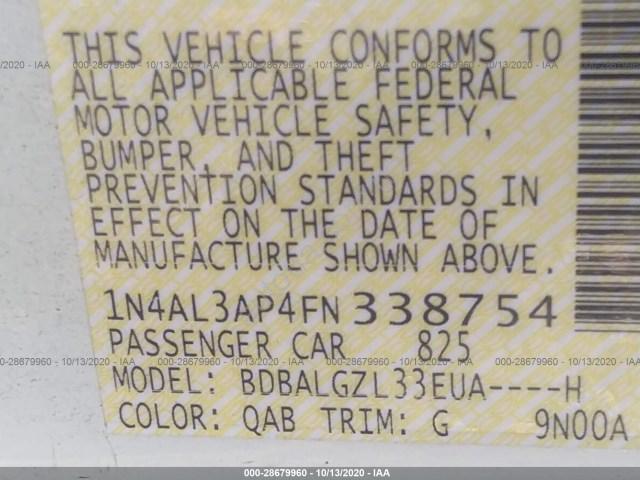 THIS VEHICLE CONFORMS TO
ALL APPLICABLE FEDERAL
MOTOR VEHICLE SAFETY,
BUMPER, AND THEFT
PREVENTION STANDARDS IN
EFFECT ON THE DATE OF
MANUFACTURE SHOWN ABOVE.
1N4AL3AP4FN338754
PASSENGER CAR 825
MODEL: BDBALGZL33EUA----H
COLOR: QAB TRIM: G 9N00A
000-28679960 - 10/13/2020 - IAA